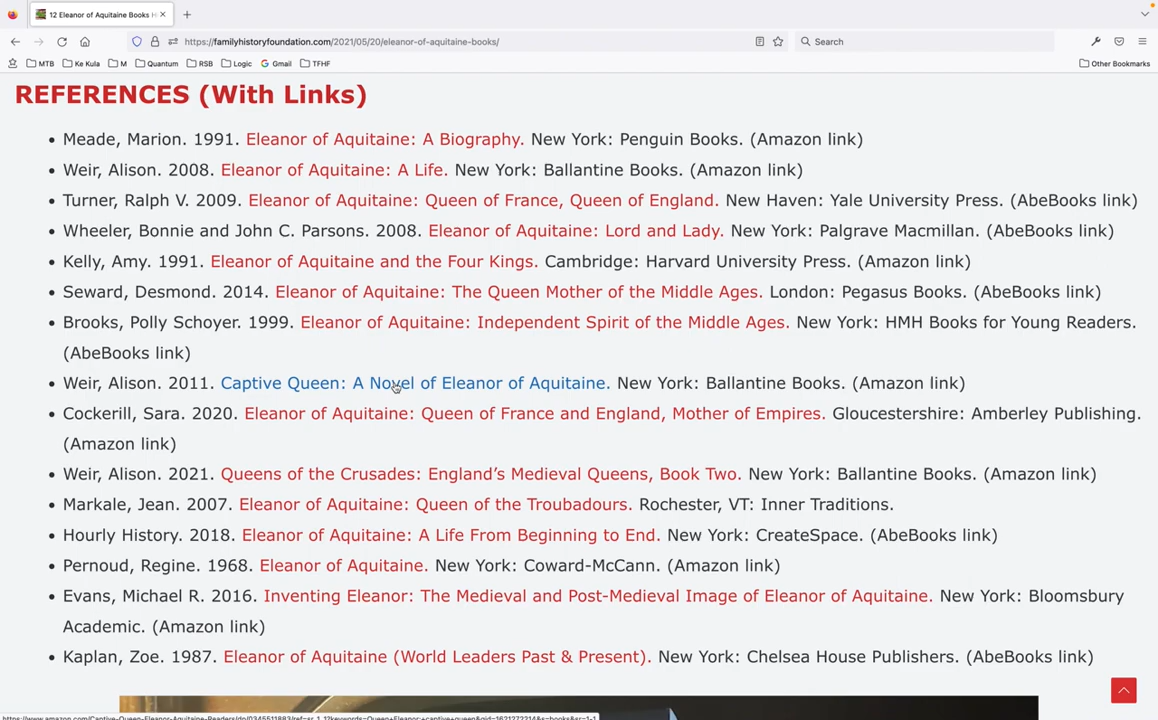 12 Eleanor of Aquitaine Books H
https://familyhistoryfoundation.com/2021/05/20/eleanor-of-aquitaine-books/
Search
MTB Ke Kula M Quantum RSB Logic Gmail TFHF Other Bookmarks
REFERENCES (With Links)
• Meade, Marion. 1991. Eleanor of Aquitaine: A Biography. New York: Penguin Books. (Amazon link)
• Weir, Alison. 2008. Eleanor of Aquitaine: A Life. New York: Ballantine Books. (Amazon link)
• Turner, Ralph V. 2009. Eleanor of Aquitaine: Queen of France, Queen of England. New Haven: Yale University Press. (AbeBooks link)
• Wheeler, Bonnie and John C. Parsons. 2008. Eleanor of Aquitaine: Lord and Lady. New York: Palgrave Macmillan. (AbeBooks link)
• Kelly, Amy. 1991. Eleanor of Aquitaine and the Four Kings. Cambridge: Harvard University Press. (Amazon link)
• Seward, Desmond. 2014. Eleanor of Aquitaine: The Queen Mother of the Middle Ages. London: Pegasus Books. (AbeBooks link)
• Brooks, Polly Schoyer. 1999. Eleanor of Aquitaine: Independent Spirit of the Middle Ages. New York: HMH Books for Young Readers.
(AbeBooks link)
• Weir, Alison. 2011. Captive Queen: A Novel of Eleanor of Aquitaine. New York: Ballantine Books. (Amazon link)
• Cockerill, Sara. 2020. Eleanor of Aquitaine: Queen of France and England, Mother of Empires. Gloucestershire: Amberley Publishing.
(Amazon link)
• Weir, Alison. 2021. Queens of the Crusades: England’s Medieval Queens, Book Two. New York: Ballantine Books. (Amazon link)
• Markale, Jean. 2007. Eleanor of Aquitaine: Queen of the Troubadours. Rochester, VT: Inner Traditions.
• Hourly History. 2018. Eleanor of Aquitaine: A Life From Beginning to End. New York: CreateSpace. (AbeBooks link)
• Pernoud, Regine. 1968. Eleanor of Aquitaine. New York: Coward-McCann. (Amazon link)
• Evans, Michael R. 2016. Inventing Eleanor: The Medieval and Post-Medieval Image of Eleanor of Aquitaine. New York: Bloomsbury
Academic. (Amazon link)
• Kaplan, Zoe. 1987. Eleanor of Aquitaine (World Leaders Past & Present). New York: Chelsea House Publishers. (AbeBooks link)